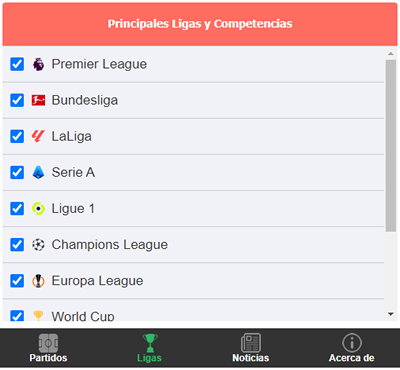 Principales Ligas y Competencias
Premier League
Bundesliga
LaLiga
Serie A
Ligue 1
Champions League
Europa League
World Cup
Partidos
Ligas
Noticias
Acerca de